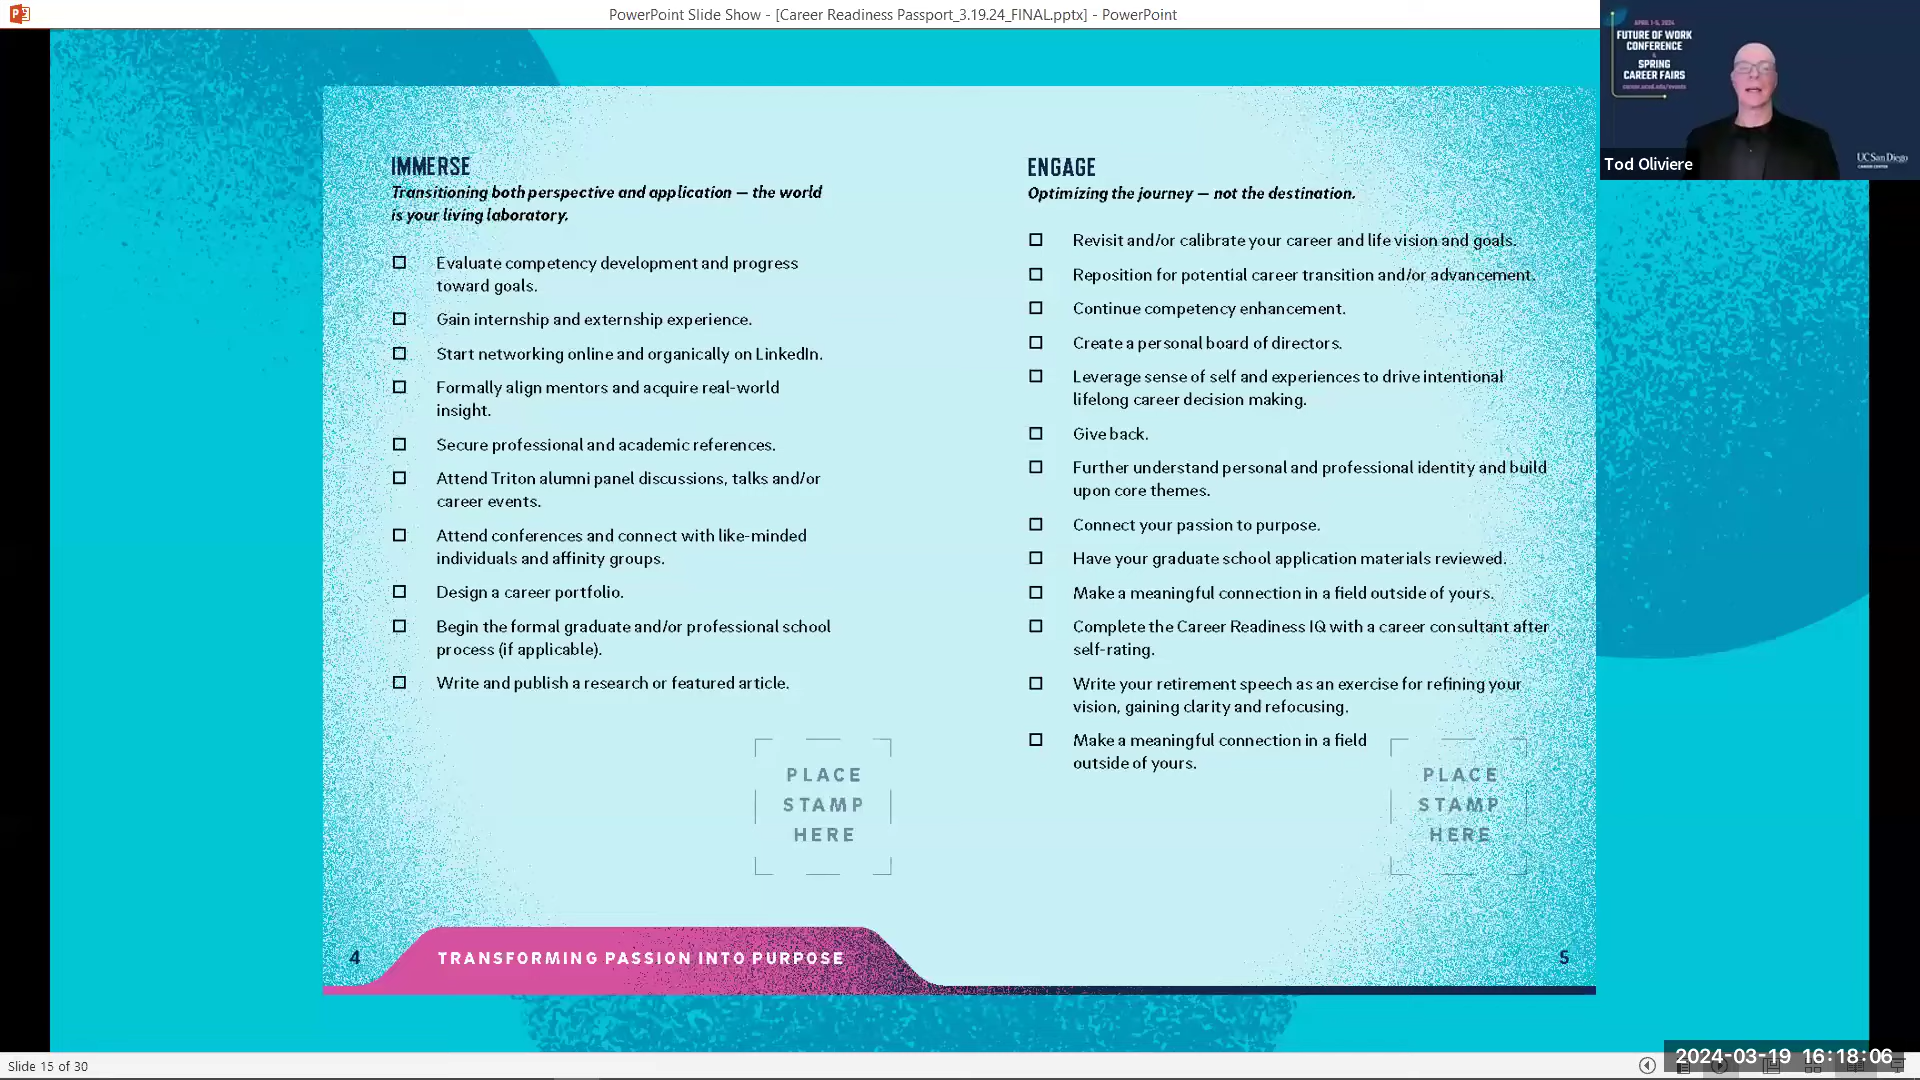 PowerPoint Slide Show - [Career Readiness Passport_3.19.24_FINAL.pptx] - PowerPoint
APRIL 1-5, 2024
FUTURE OF WORK
CONFERENCE
&
SPRING
CAREER FAIRS
career.ucsd.edu/events
UC San Diego
CAREER CENTER
Tod Oliviere
IMMERSE
Transitioning both perspective and application — the world
is your living laboratory.
Evaluate competency development and progress
toward goals.
Gain internship and externship experience.
Start networking online and organically on LinkedIn.
Formally align mentors and acquire real-world
insight.
Secure professional and academic references.
Attend Triton alumni panel discussions, talks and/or
career events.
Attend conferences and connect with like-minded
individuals and affinity groups.
Design a career portfolio.
Begin the formal graduate and/or professional school
process (if applicable).
Write and publish a research or featured article.
PLACE
STAMP
HERE
ENGAGE
Optimizing the journey — not the destination.
Revisit and/or calibrate your career and life vision and goals.
Reposition for potential career transition and/or advancement.
Continue competency enhancement.
Create a personal board of directors.
Leverage sense of self and experiences to drive intentional
lifelong career decision making.
Give back.
Further understand personal and professional identity and build
upon core themes.
Connect your passion to purpose.
Have your graduate school application materials reviewed.
Make a meaningful connection in a field outside of yours.
Complete the Career Readiness IQ with a career consultant after
self-rating.
Write your retirement speech as an exercise for refining your
vision, gaining clarity and refocusing.
Make a meaningful connection in a field
outside of yours.
PLACE
STAMP
HERE
4
TRANSFORMING PASSION INTO PURPOSE
5
Slide 15 of 30
2024-03-19 16:18:06